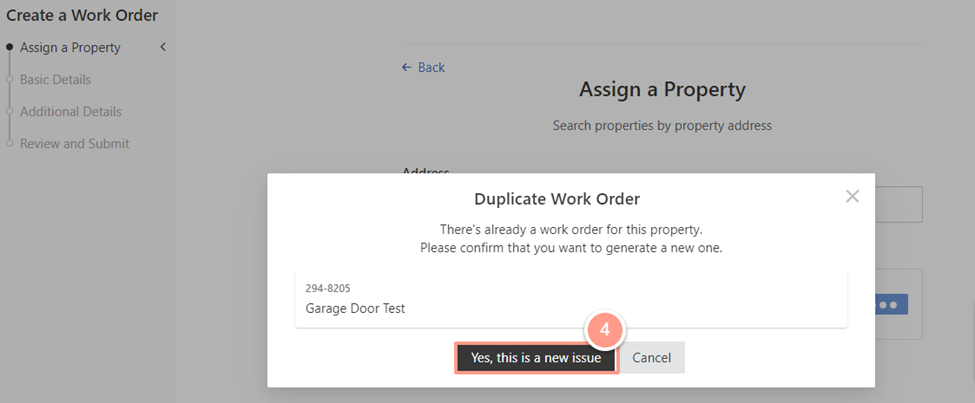 Create a Work Order
Assign a Property
Basic Details
Additional Details
Review and Submit
← Back
Assign a Property
Search properties by property address
Address
Duplicate Work Order
There's already a work order for this property.
Please confirm that you want to generate a new one.
294-8205
Garage Door Test
4
Yes, this is a new issue
Cancel